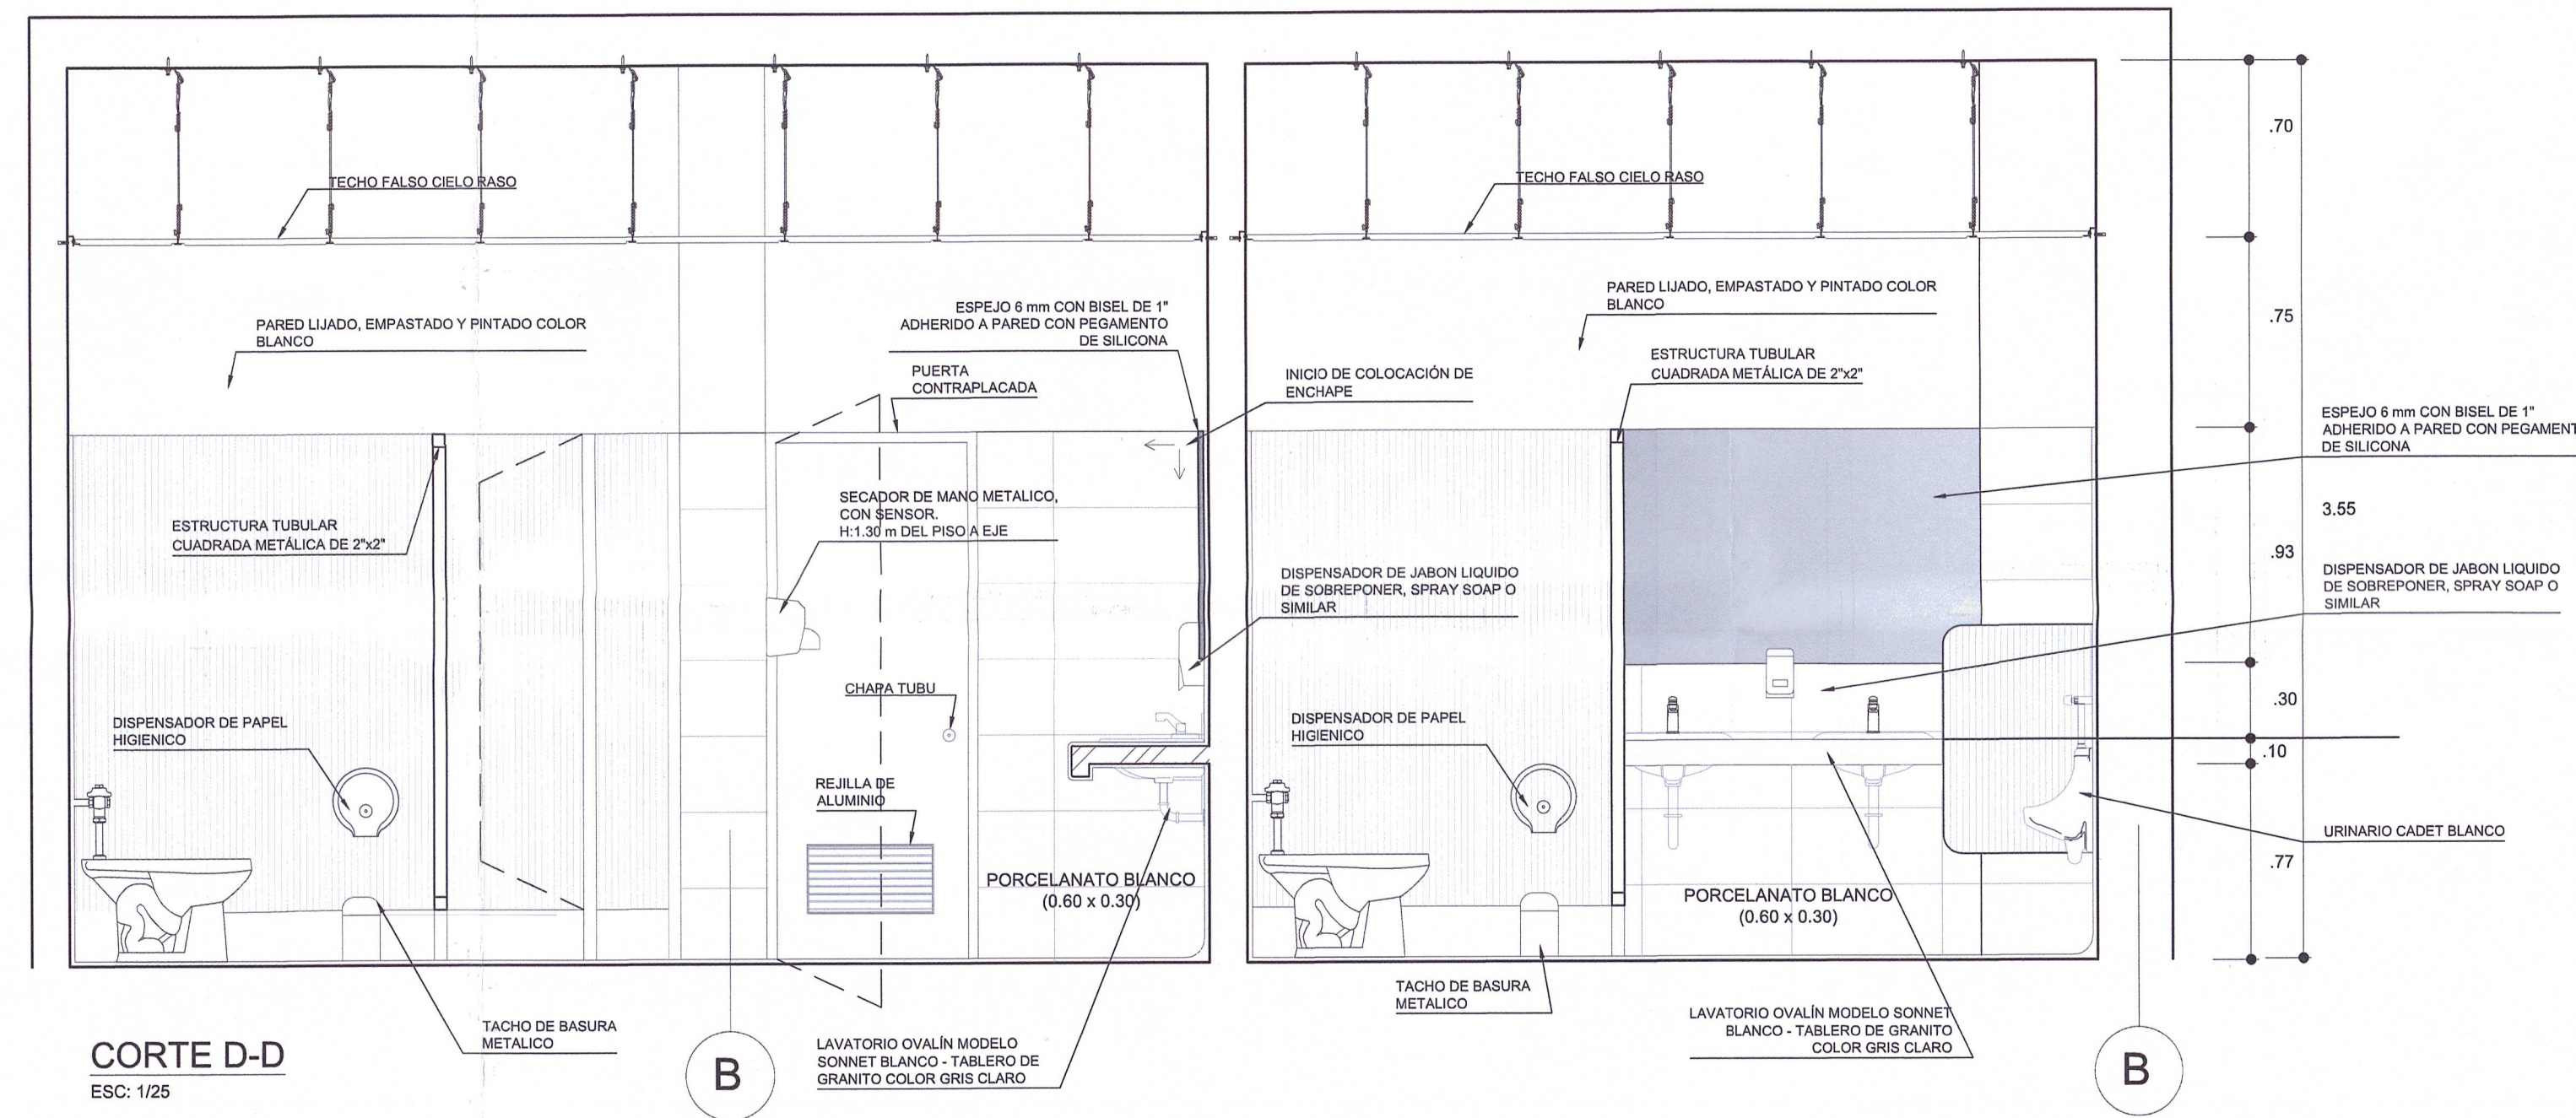 TECHO FALSO CIELO RASO
PARED LIJADO, EMPASTADO Y PINTADO COLOR
BLANCO
ESPEJO 6 mm CON BISEL DE 1"
ADHERIDO A PARED CON PEGAMENTO
DE SILICONA
PUERTA
CONTRAPLACADA
ESTRUCTURA TUBULAR
CUADRADA METÁLICA DE 2"x2"
SECADOR DE MANO METALICO,
CON SENSOR.
H:1.30 m DEL PISO A EJE
CHAPA TUBU
DISPENSADOR DE PAPEL
HIGIENICO
REJILLA DE
ALUMINIO
PORCELANATO BLANCO
(0.60 x 0.30)
TACHO DE BASURA
METALICO
LAVATORIO OVALÍN MODELO
SONNET BLANCO - TABLERO DE
GRANITO COLOR GRIS CLARO
B
CORTE D-D
ESC: 1/25
TECHO FALSO CIELO RASO
PARED LIJADO, EMPASTADO Y PINTADO COLOR
BLANCO
ESTRUCTURA TUBULAR
CUADRADA METÁLICA DE 2"x2"
INICIO DE COLOCACIÓN DE
ENCHAPE
DISPENSADOR DE JABON LIQUIDO
DE SOBREPONER, SPRAY SOAP O
SIMILAR
DISPENSADOR DE PAPEL
HIGIENICO
PORCELANATO BLANCO
(0.60 x 0.30)
TACHO DE BASURA
METALICO
LAVATORIO OVALÍN MODELO SONNET
BLANCO - TABLERO DE GRANITO
COLOR GRIS CLARO
B
.70
.75
ESPEJO 6 mm CON BISEL DE 1"
ADHERIDO A PARED CON PEGAMENT
DE SILICONA
3.55
.93
DISPENSADOR DE JABON LIQUIDO
DE SOBREPONER, SPRAY SOAP O
SIMILAR
.30
.10
URINARIO CADET BLANCO
.77